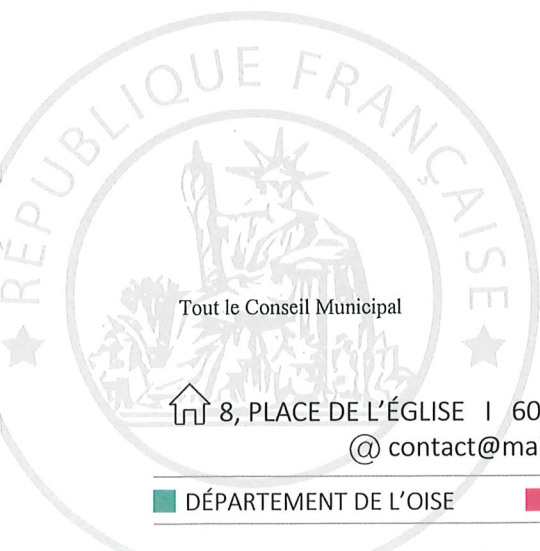 RÉPUBLIQUE FRANÇAISE
Tout le Conseil Municipal
8, PLACE DE L'ÉGLISE I 60
@ contact@ma
DÉPARTEMENT DE L'OISE